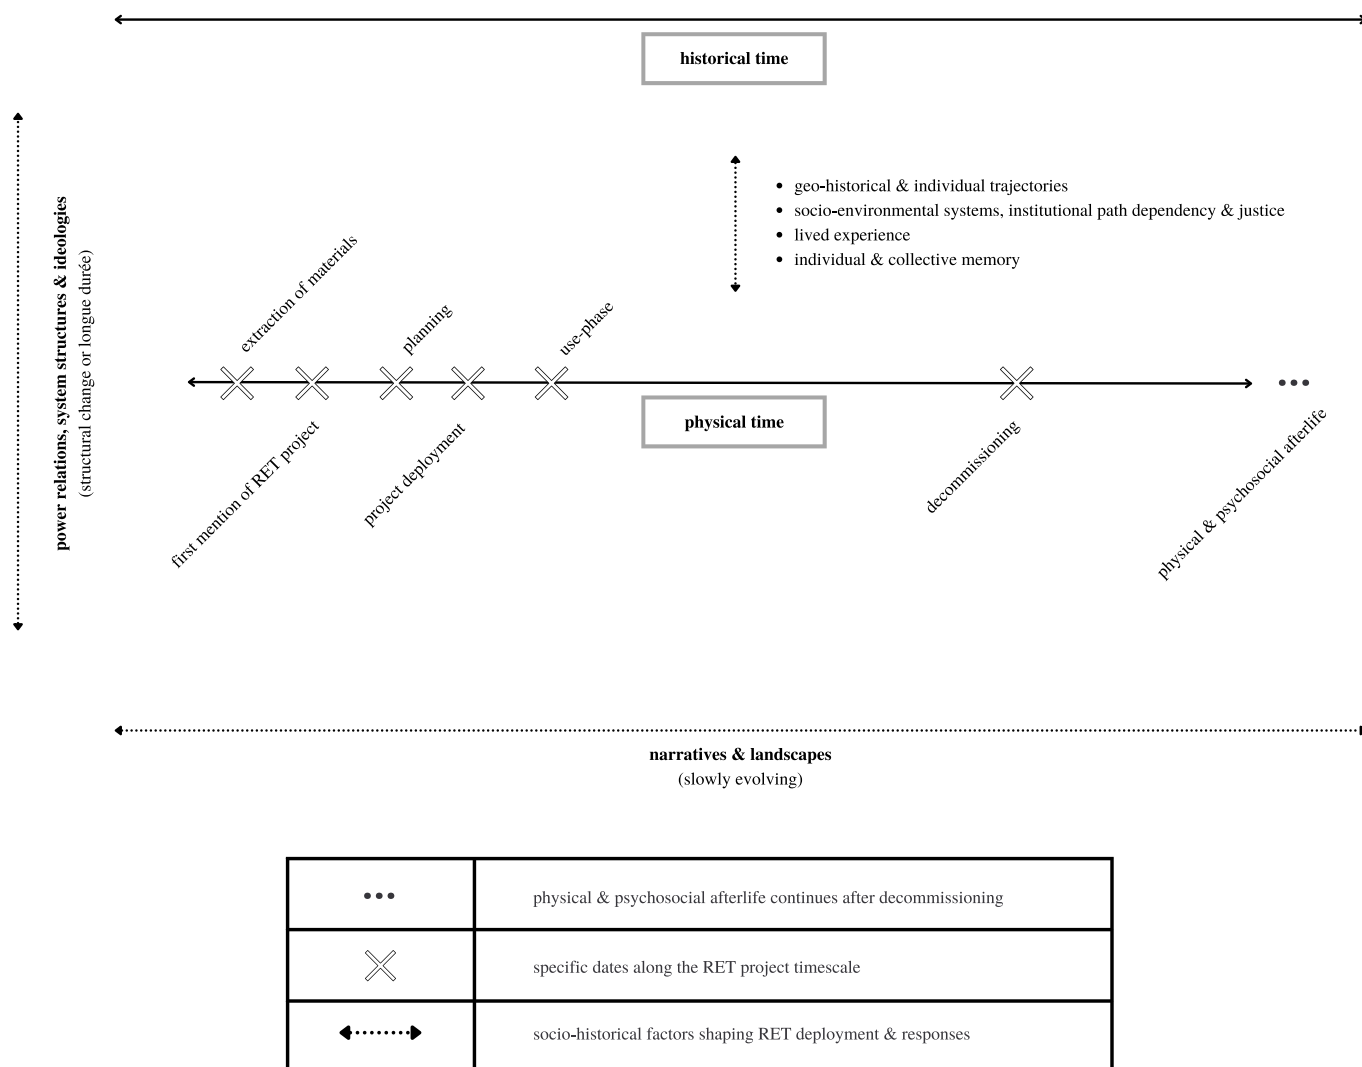 historical time
power relations, system structures & ideologies
(structural change or longue durée)
• geo-historical & individual trajectories
• socio-environmental systems, institutional path dependency & justice
• lived experience
• individual & collective memory
extraction of materials
planning
use-phase
physical time
first mention of RET project
project deployment
decommissioning
physical & psychosocial afterlife
narratives & landscapes
(slowly evolving)
physical & psychosocial afterlife continues after decommissioning
specific dates along the RET project timescale
socio-historical factors shaping RET deployment & responses